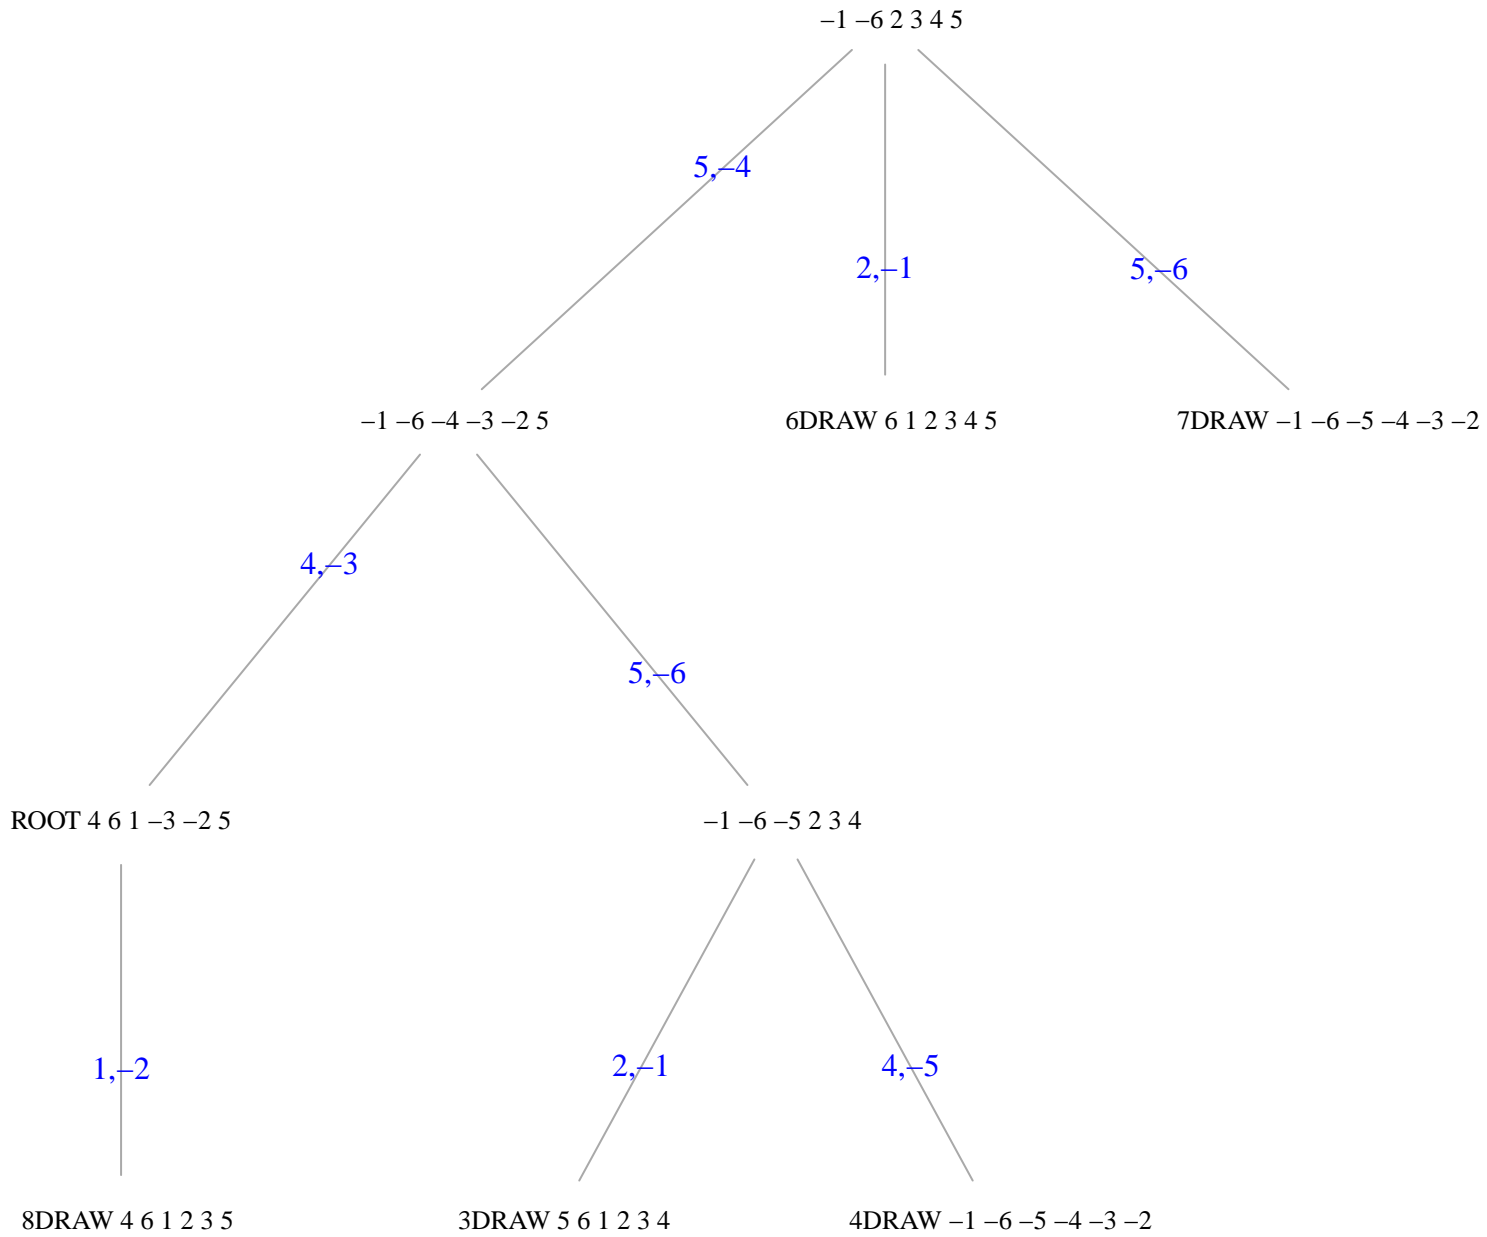 –1 –6 2 3 4 5
5,–4
2,–1
5,–6
–1 –6 –4 –3 –2 5
6DRAW 6 1 2 3 4 5
7DRAW –1 –6 –5 –4 –3 –2
4,–3
5,–6
ROOT 4 6 1 –3 –2 5
–1 –6 –5 2 3 4
1,–2
2,–1
4,–5
8DRAW 4 6 1 2 3 5
3DRAW 5 6 1 2 3 4
4DRAW –1 –6 –5 –4 –3 –2